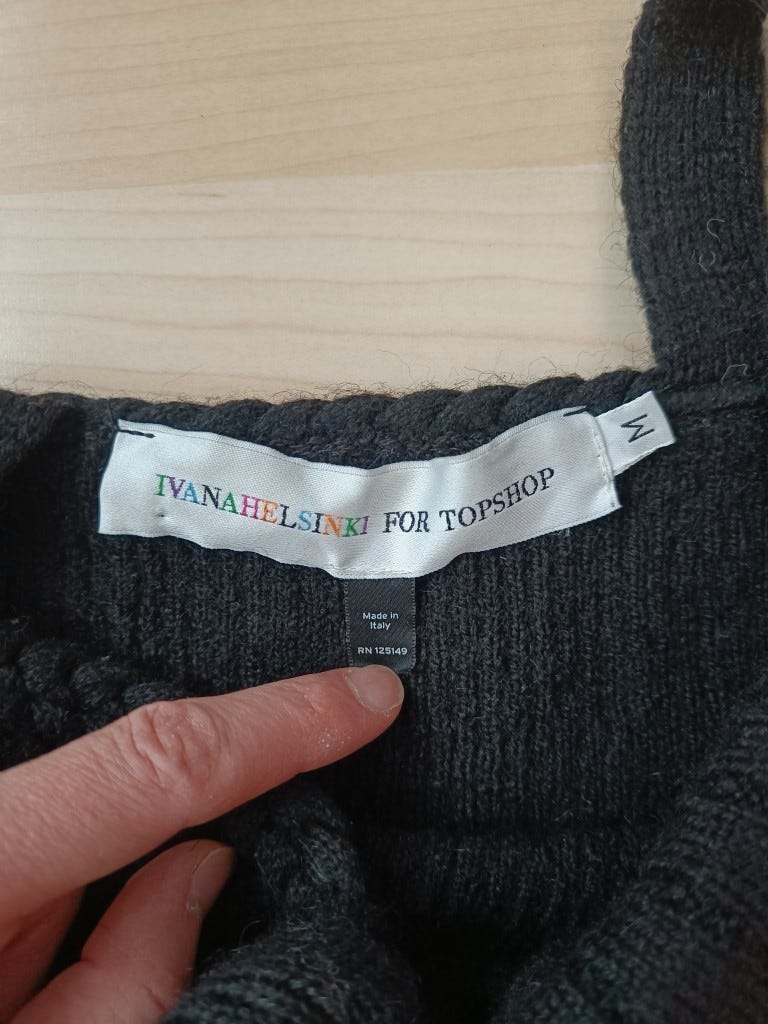 IVANAHELSINKI FOR TOPSHOP
M
Made in
Italy
RN 125149